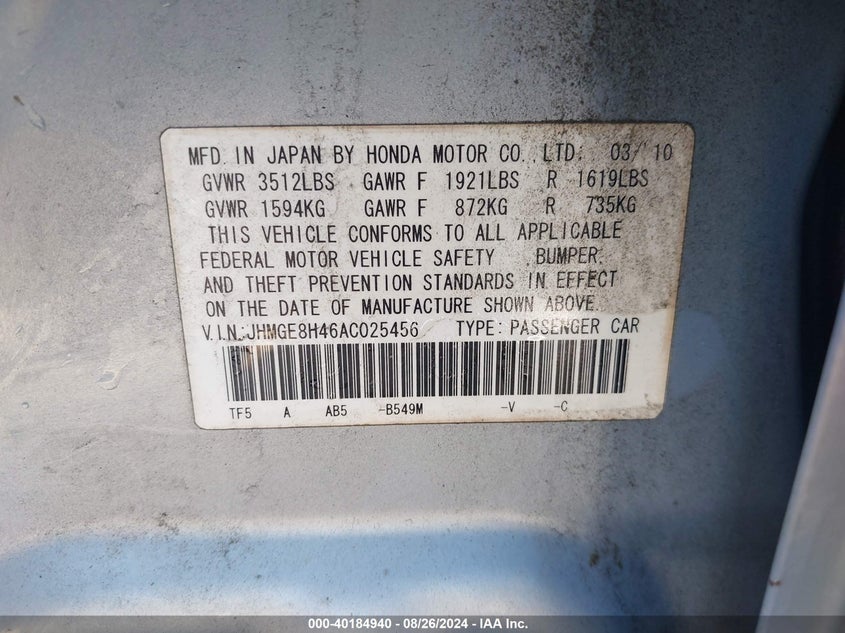 MFD. IN JAPAN BY HONDA MOTOR CO., LTD. 03/'10
GVWR 3512LBS GAWR F 1921LBS R 1619LBS
GVWR 1594KG GAWR F 872KG R 735KG
THIS VEHICLE CONFORMS TO ALL APPLICABLE
FEDERAL MOTOR VEHICLE SAFETY , BUMPER,
AND THEFT PREVENTION STANDARDS IN EFFECT
ON THE DATE OF MANUFACTURE SHOWN ABOVE.
V.I.N.:JHMGE8H46AC025456 TYPE: PASSENGER CAR
TF5 A AB5 -B549M -V -C
000-40184940 - 08/26/2024 - IAA Inc.